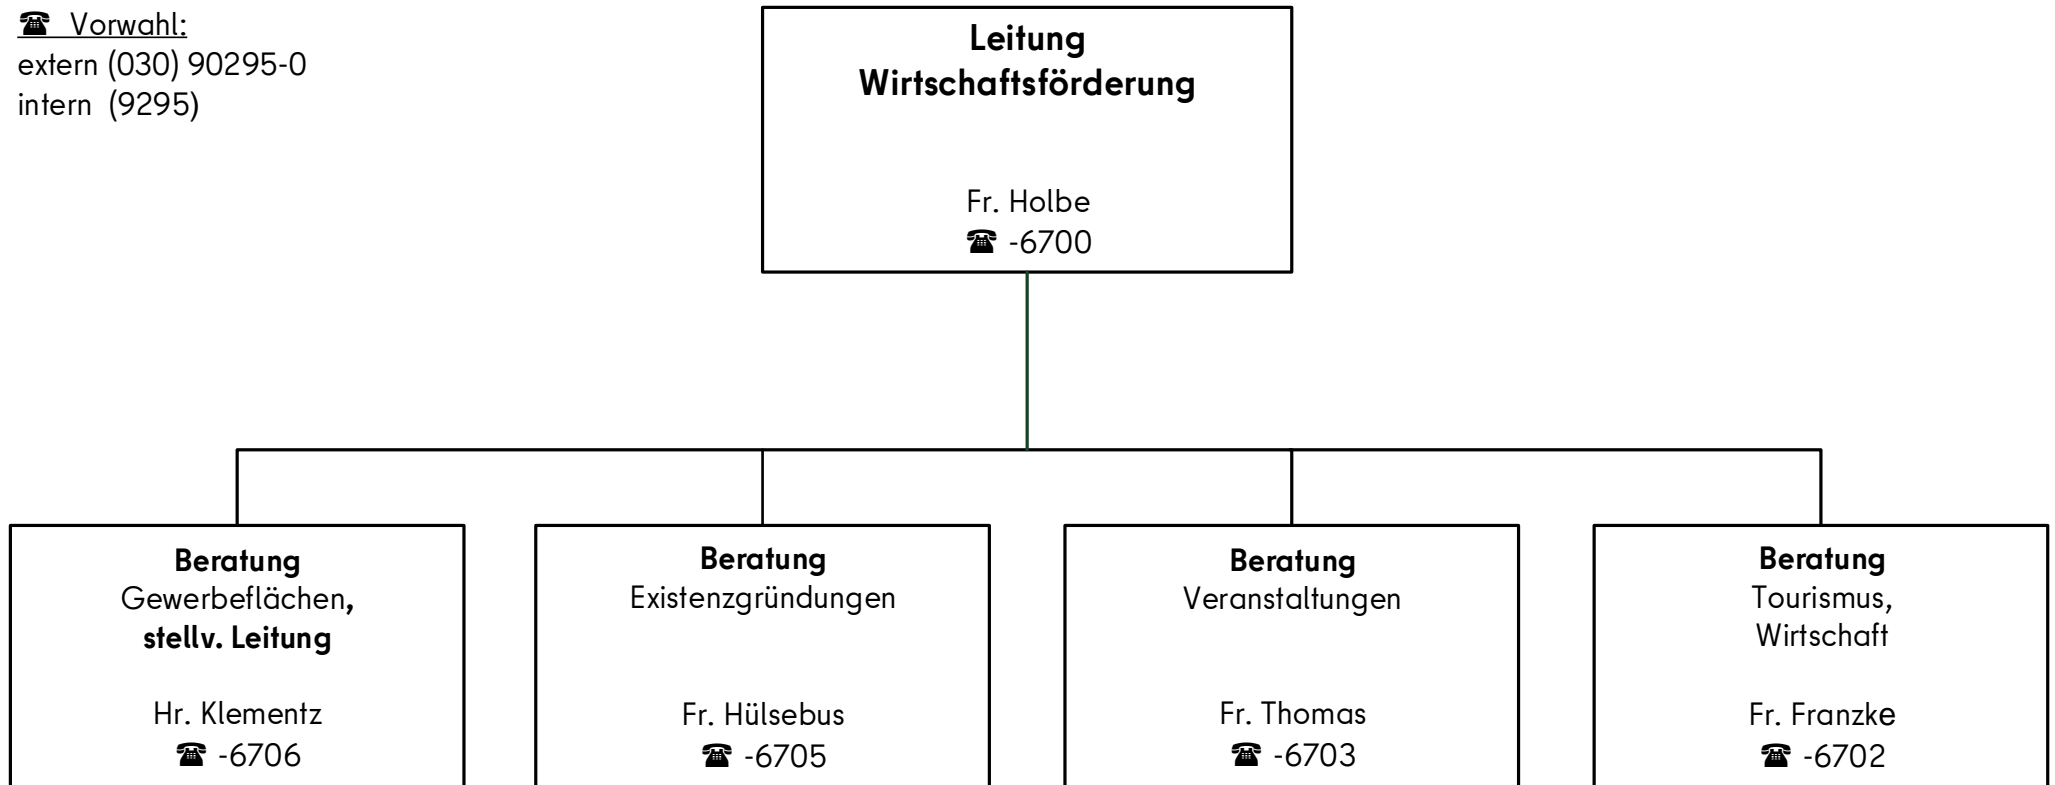 ☎ Vorwahl:
extern (030) 90295-0
intern (9295)
Leitung
Wirtschaftsförderung
Fr. Holbe
☎ -6700
Beratung
Gewerbeflächen,
stellv. Leitung
Hr. Klementz
☎ -6706
Beratung
Existenzgründungen
Fr. Hülsebus
☎ -6705
Beratung
Veranstaltungen
Fr. Thomas
☎ -6703
Beratung
Tourismus,
Wirtschaft
Fr. Franzke
☎ -6702